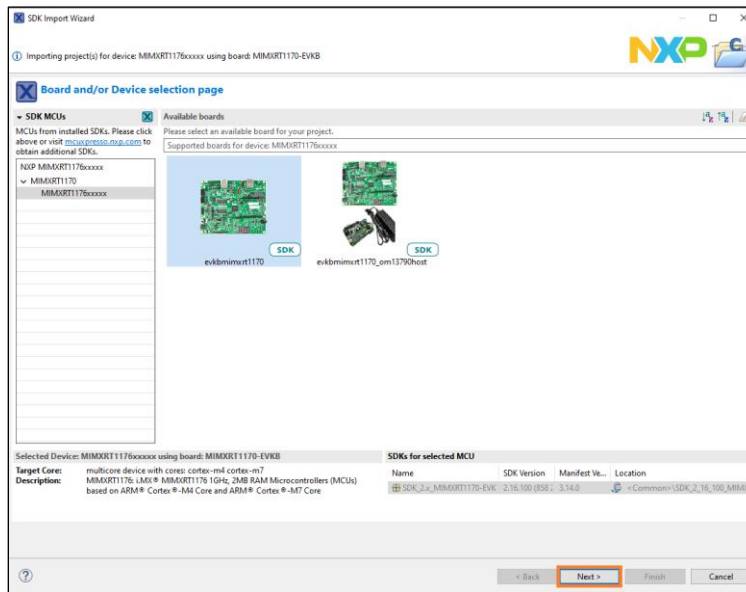 SDK Import Wizard
Importing project(s) for device: MIMXRT1176xxxxx using board: MIMXRT1170-EVKB
NXP
Board and/or Device selection page
SDK MCUs
MCUs from installed SDKs. Please click
above or visit mcuxpresso.nxp.com to
obtain additional SDKs.
NXP MIMXRT1176xxxxx
MIMXRT1170
MIMXRT1176xxxxx
Available boards
Please select an available board for your project.
Supported boards for device: MIMXRT1176xxxxx
SDK
evkbmimxrt1170
SDK
evkbmimxrt1170_om13790host
Selected Device: MIMXRT1176xxxxx using board: MIMXRT1170-EVKB
Target Core: multicore device with cores: cortex-m4 cortex-m7
Description: MIMXRT1176: i.MX® MIMXRT1176 1GHz, 2MB RAM Microcontrollers (MCUs)
based on ARM® Cortex®-M4 Core and ARM® Cortex®-M7 Core
SDKs for selected MCU
Name SDK Version Manifest Ve... Location
SDK_2.x_MIMXRT1170-EVK 2.16.100 3.14.0 <Common>\SDK_2_16_100_MIMX
? < Back Next > Finish Cancel